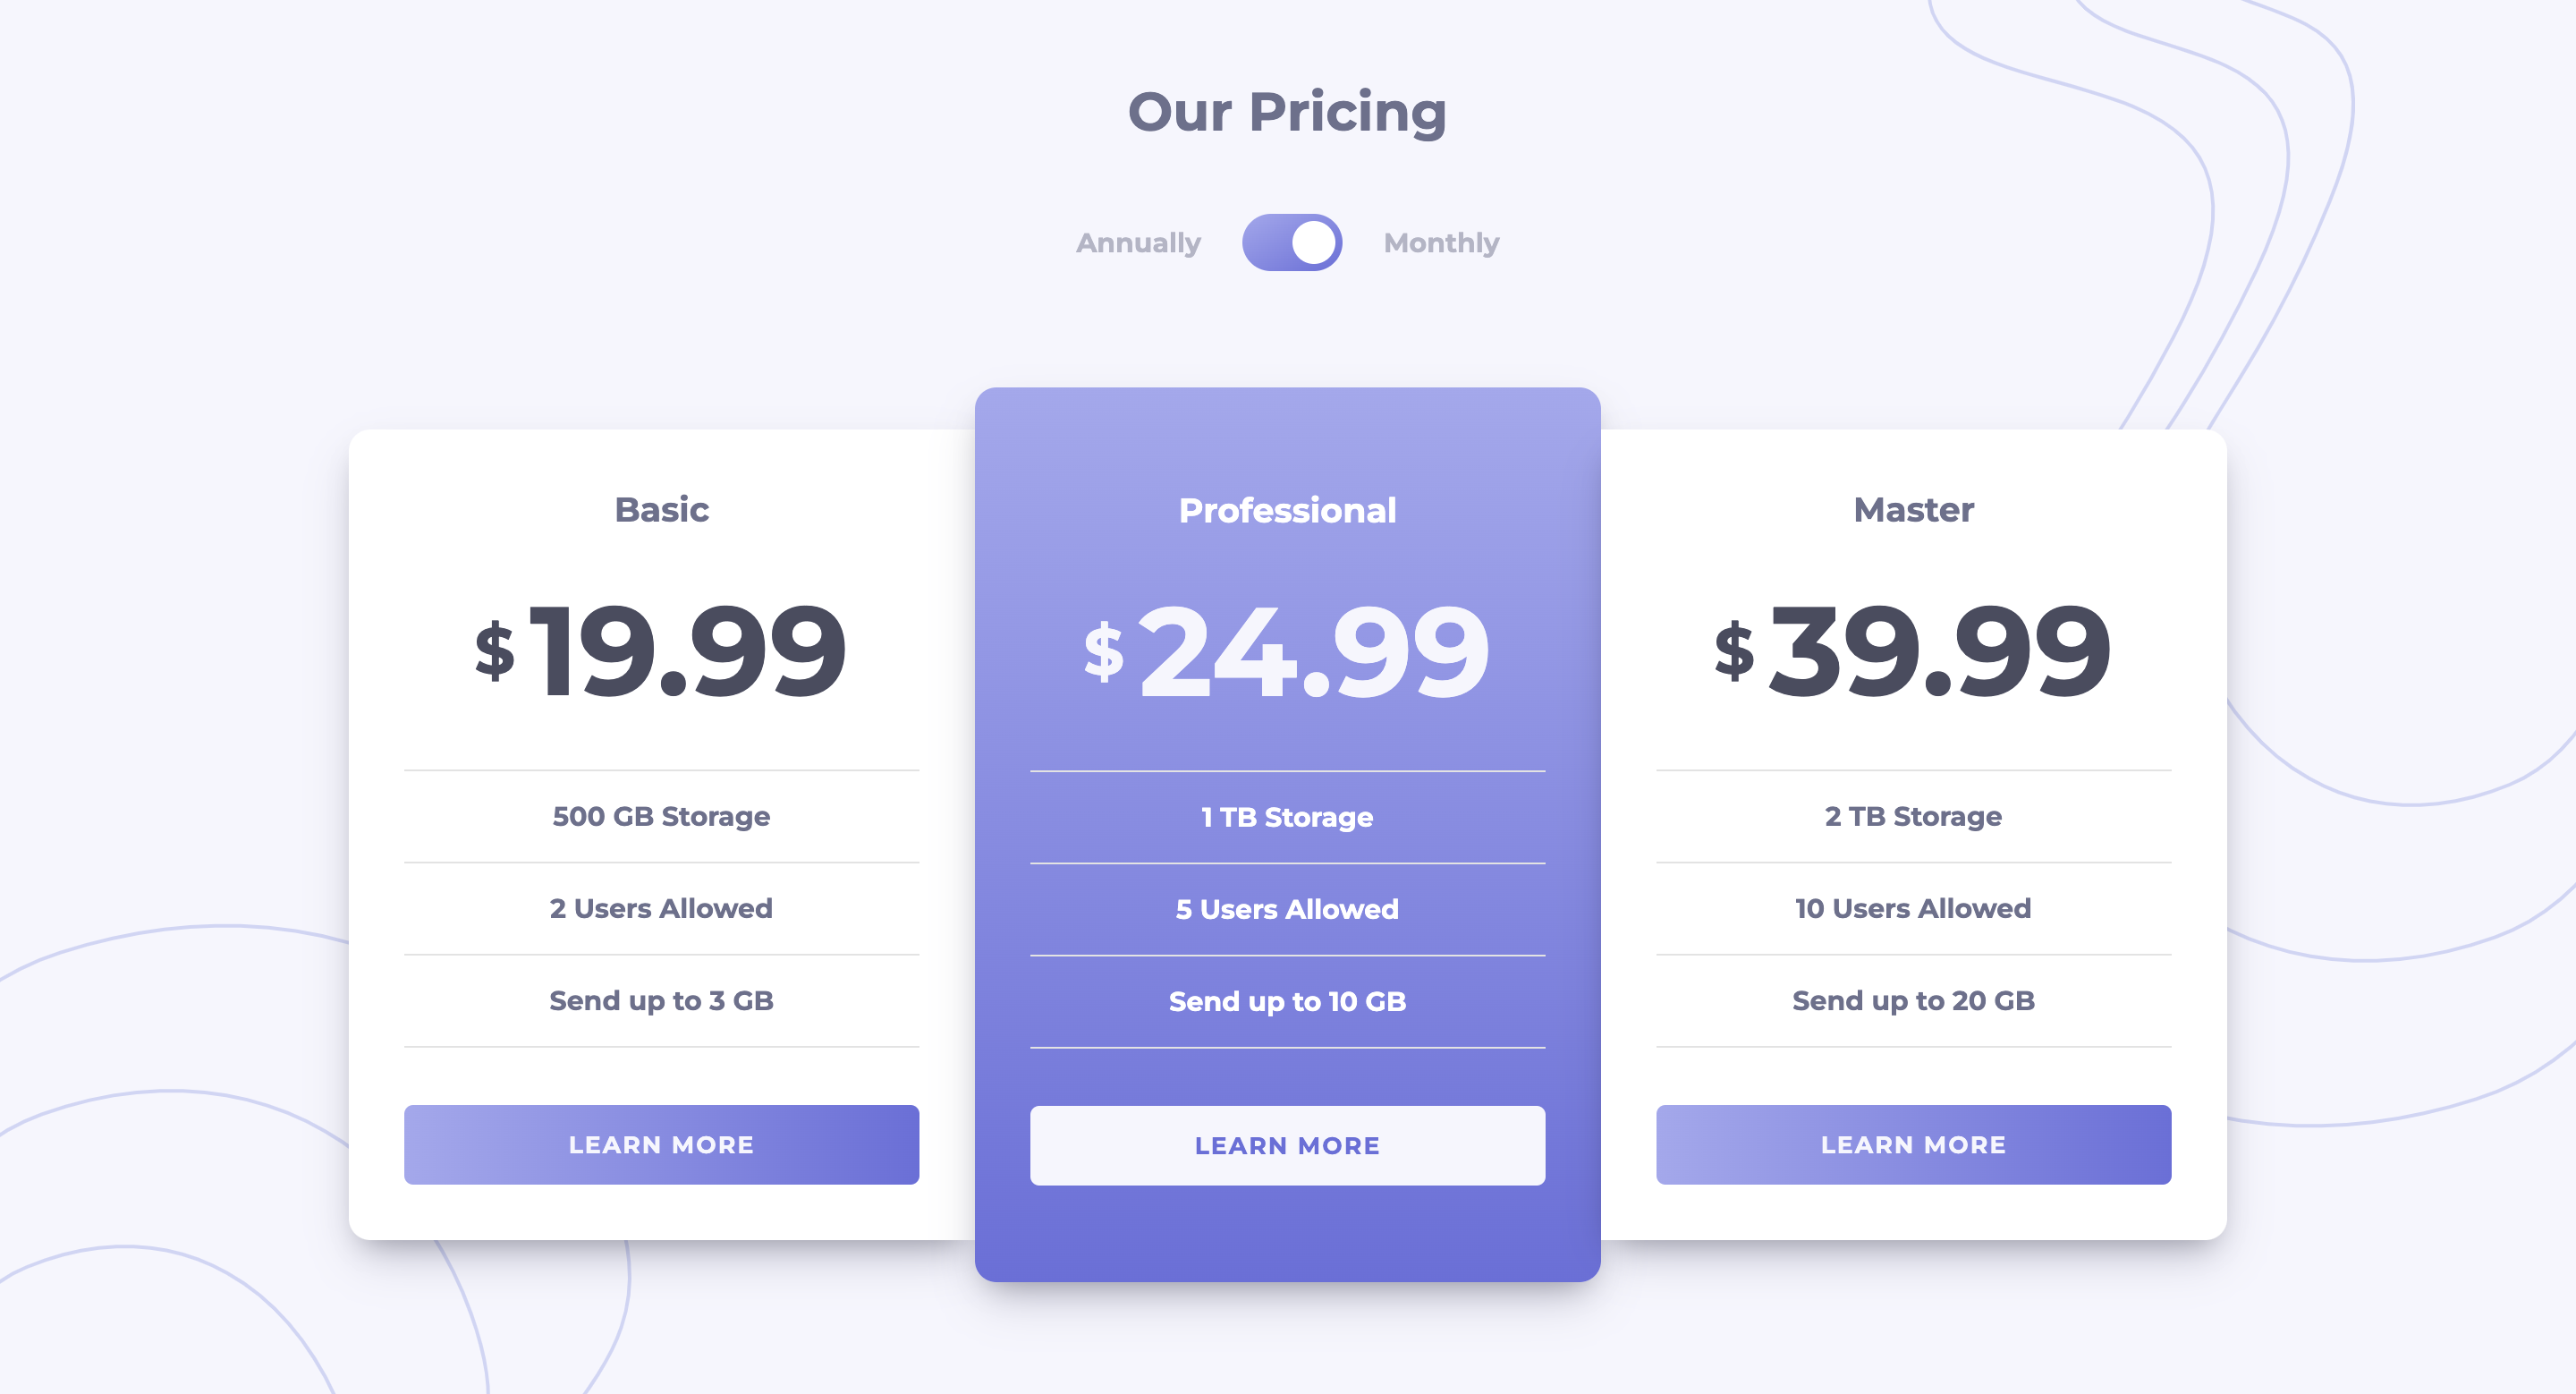 Our Pricing
Annually Monthly
Basic
$19.99
500 GB Storage
2 Users Allowed
Send up to 3 GB
LEARN MORE
Professional
$24.99
1 TB Storage
5 Users Allowed
Send up to 10 GB
LEARN MORE
Master
$39.99
2 TB Storage
10 Users Allowed
Send up to 20 GB
LEARN MORE